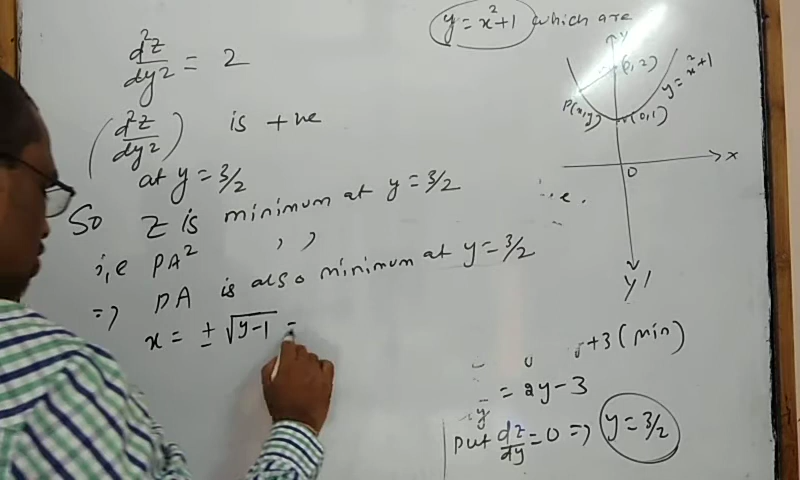 d²z/dy² = 2
(d²z/dy²) is +ve
at y = 3/2
So Z is minimum at y = 3/2
i,e PA² ,, 
=> PA is also minimum at y = 3/2
x = ± √(y-1) =
y = x²+1 which are
y
(0,2)
P(x,y)
y = x²+1
(0,1)
x
0
y'
i.e.
+3 (min)
= 2y-3
Put dz/dy = 0 => y = 3/2